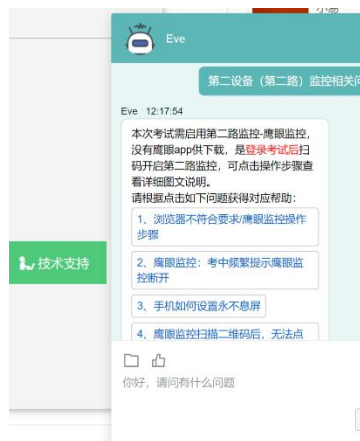 Eve
第二设备（第二路）监控相关问
Eve 12:17:54
本次考试需启用第二路监控-鹰眼监控，
没有鹰眼app供下载，是登录考试后扫
码开启第二路监控，可点击操作步骤查
看详细图文说明。
请根据点击如下问题获得对应帮助：
1、浏览器不符合要求/鹰眼监控操作
步骤
2、鹰眼监控：考中频繁提示鹰眼监
控断开
技术支持
3、手机如何设置永不息屏
4、鹰眼监控扫描二维码后，无法点
你好，请问有什么问题